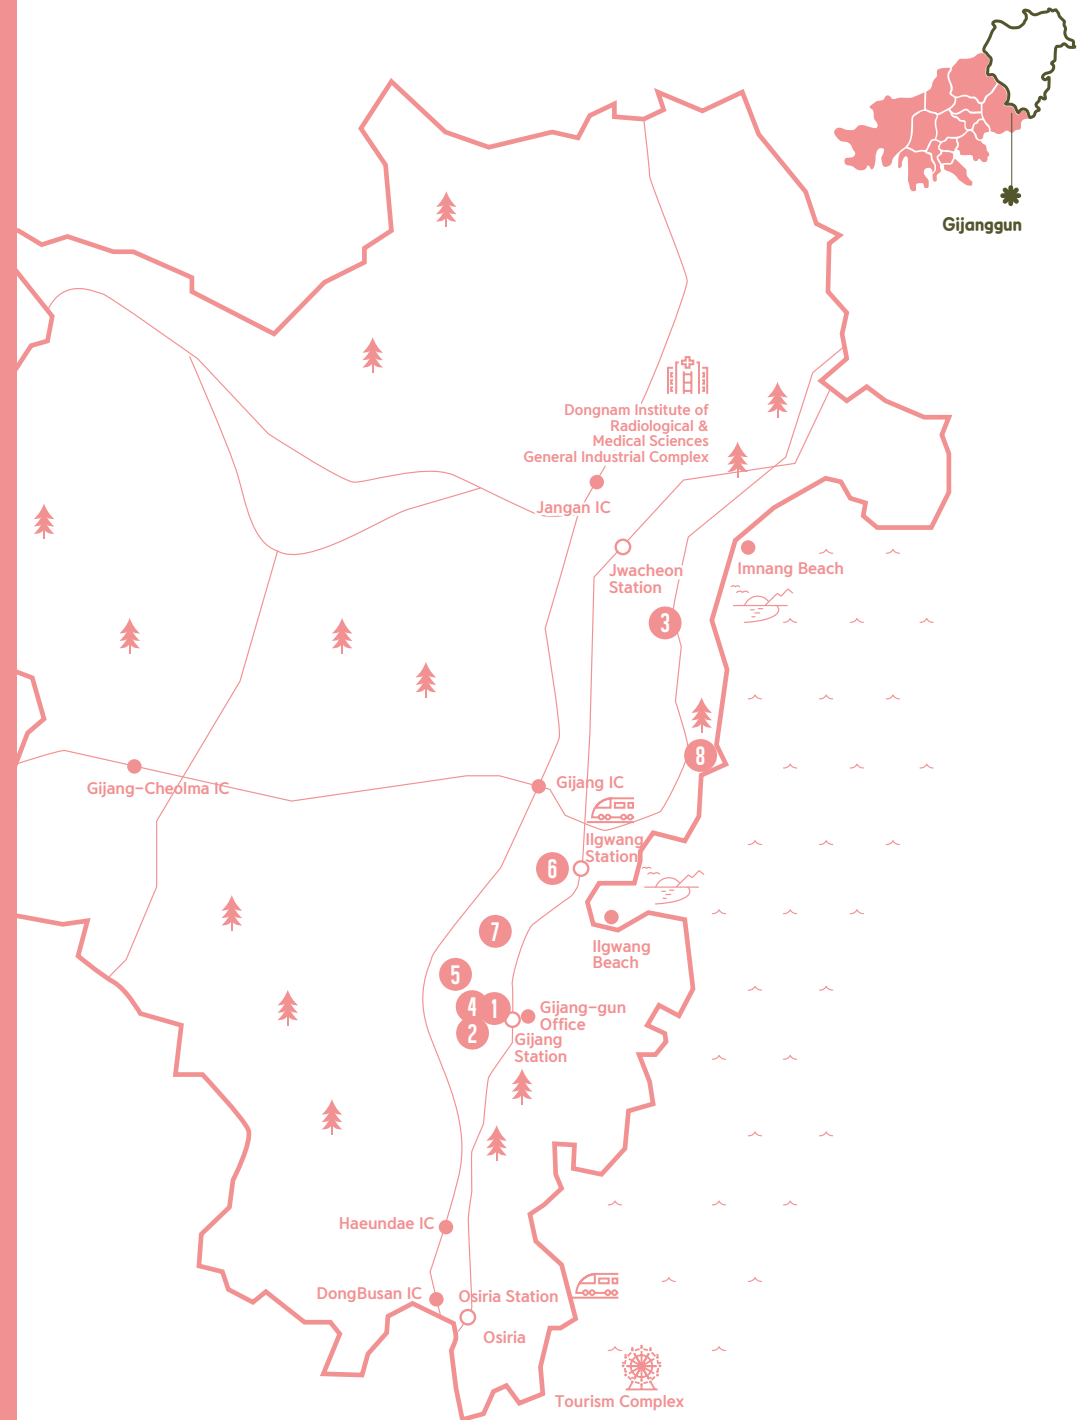 Gijanggun
Dongnam Institute of
Radiological &
Medical Sciences
General Industrial Complex
Jangan IC
Jwacheon
Station
Imnang Beach
3
8
Gijang-Cheolma IC
Gijang IC
Ilgwang
Station
6
7
Ilgwang
Beach
5
4
1
2
Gijang-gun
Office
Gijang
Station
Haeundae IC
DongBusan IC
Osiria Station
Osiria
Tourism Complex